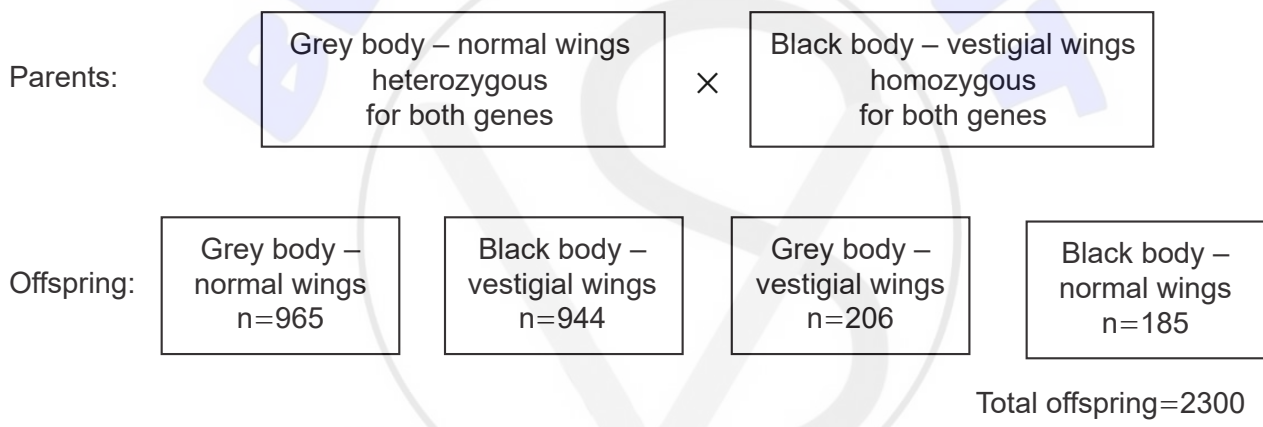 Parents:
Grey body – normal wings
heterozygous
for both genes
×
Black body – vestigial wings
homozygous
for both genes
Offspring:
Grey body –
normal wings
n=965
Black body –
vestigial wings
n=944
Grey body –
vestigial wings
n=206
Black body –
normal wings
n=185
Total offspring=2300